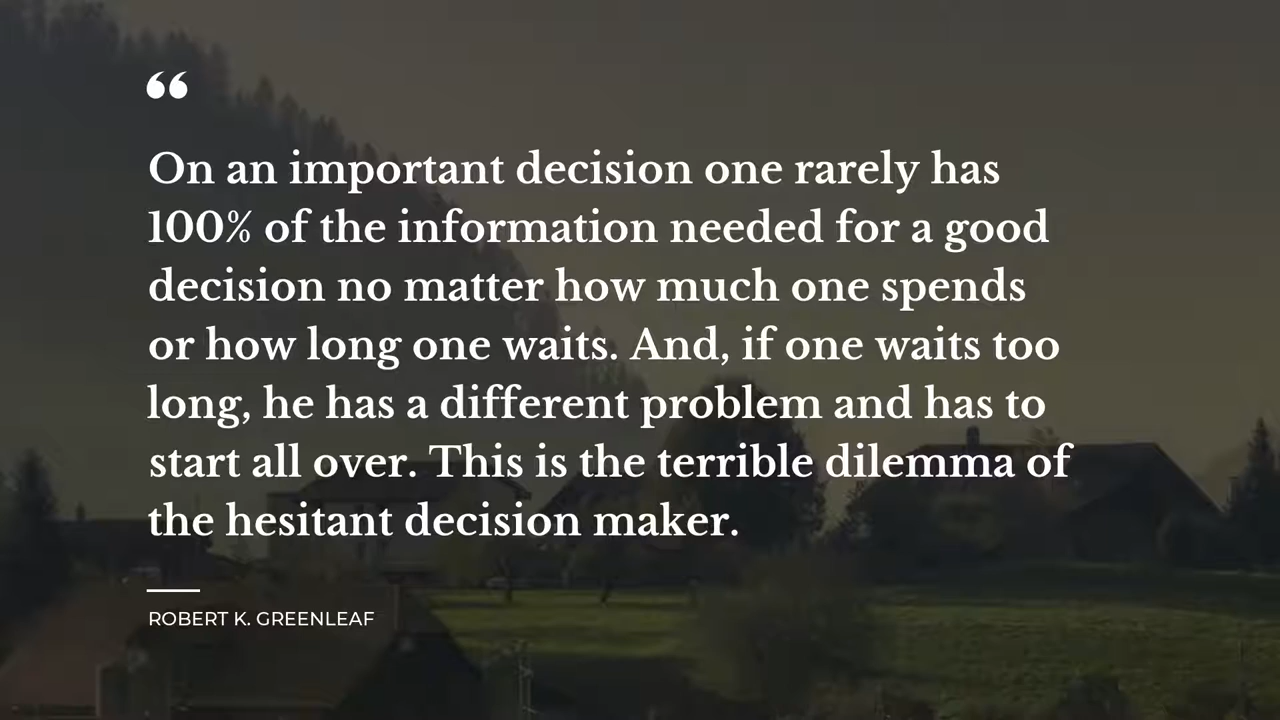 “
On an important decision one rarely has
100% of the information needed for a good
decision no matter how much one spends
or how long one waits. And, if one waits too
long, he has a different problem and has to
start all over. This is the terrible dilemma of
the hesitant decision maker.
ROBERT K. GREENLEAF